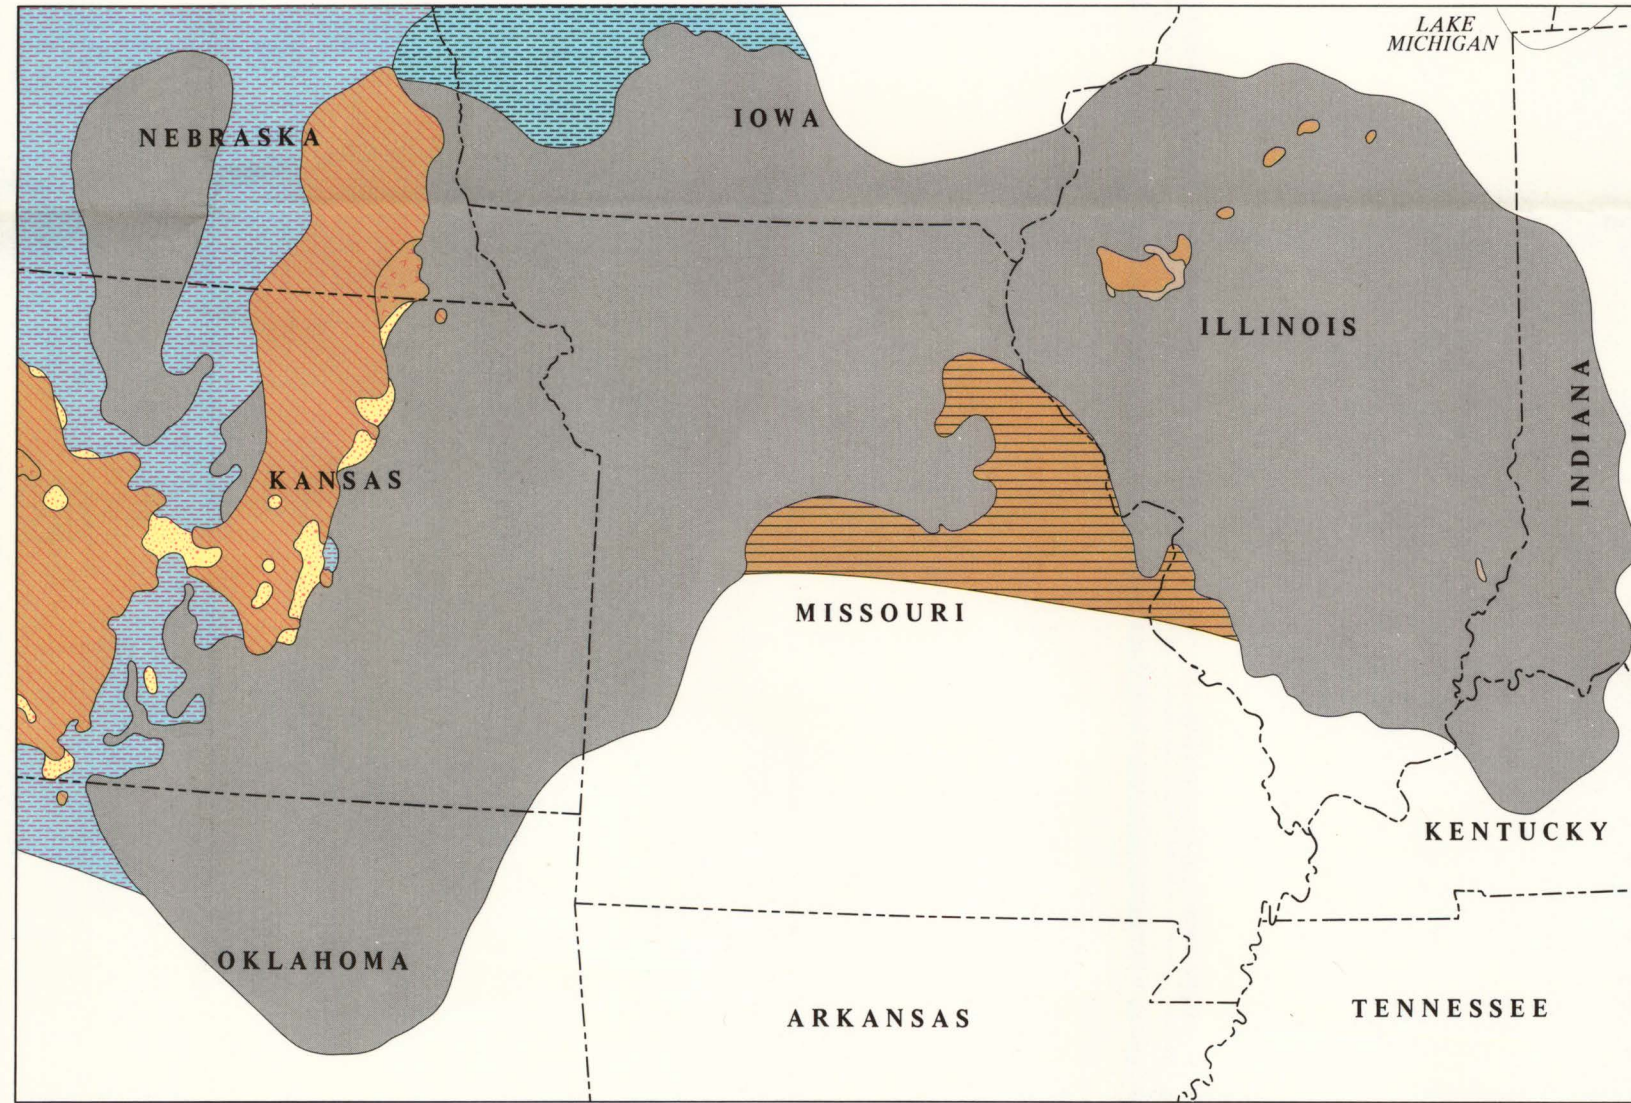 LAKE
MICHIGAN
IOWA
NEBRASKA
ILLINOIS
INDIANA
KANSAS
MISSOURI
KENTUCKY
OKLAHOMA
TENNESSEE
ARKANSAS